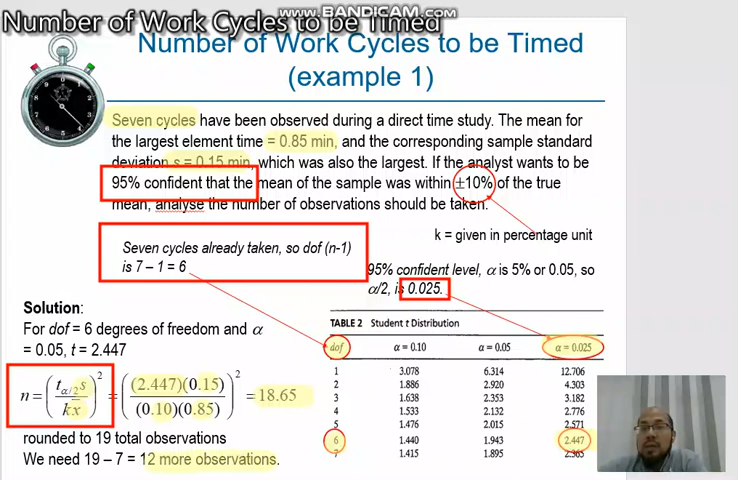 www.BANDICAM.com
Number of Work Cycles to be Timed
Number of Work Cycles to be Timed
(example 1)
Seven cycles have been observed during a direct time study. The mean for
the largest element time = 0.85 min, and the corresponding sample standard
deviation s = 0.15 min, which was also the largest. If the analyst wants to be
95% confident that the mean of the sample was within ±10% of the true
mean, analyse the number of observations should be taken.
k = given in percentage unit
Seven cycles already taken, so dof (n-1)
is 7 – 1 = 6
95% confident level, α is 5% or 0.05, so
α/2, is 0.025.
Solution:
For dof = 6 degrees of freedom and α
= 0.05, t = 2.447
n = (tα/2 s / kx̄)² = ((2.447)(0.15) / (0.10)(0.85))² = 18.65
rounded to 19 total observations
We need 19 – 7 = 12 more observations.
TABLE 2 Student t Distribution
dof α = 0.10 α = 0.05 α = 0.025
1 3.078 6.314 12.706
2 1.886 2.920 4.303
3 1.638 2.353 3.182
4 1.533 2.132 2.776
5 1.476 2.015 2.571
6 1.440 1.943 2.447
7 1.415 1.895 2.365